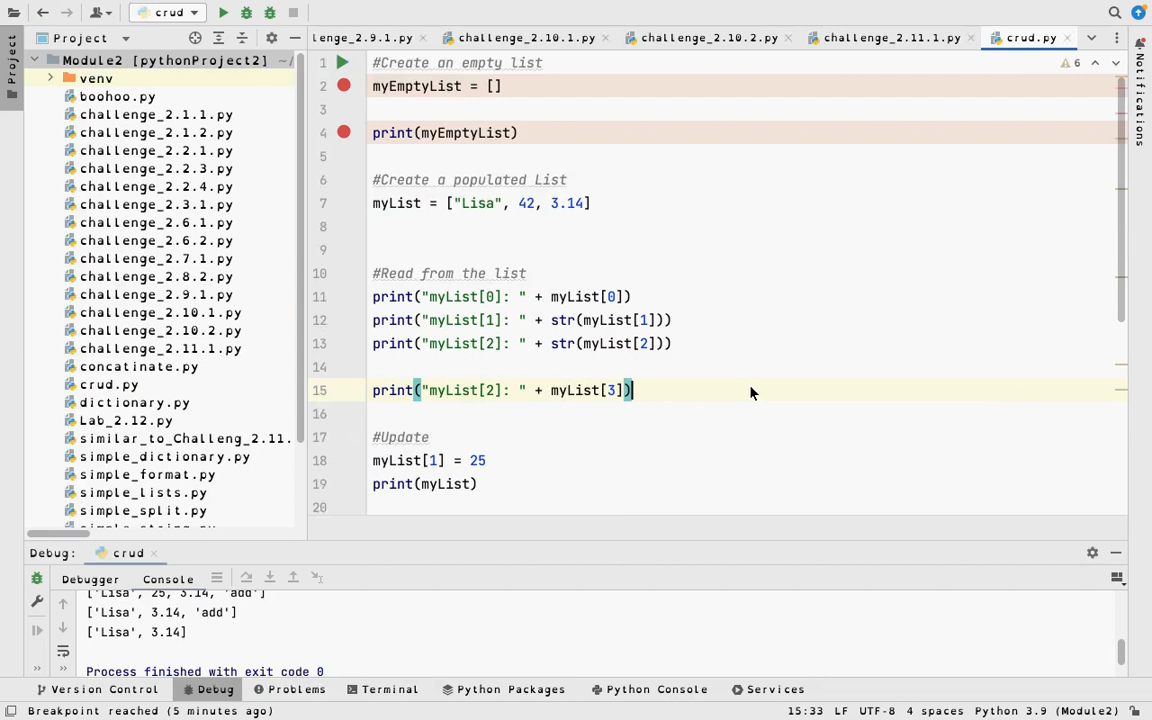 crud
Project
lenge_2.9.1.py
challenge_2.10.1.py
challenge_2.10.2.py
challenge_2.11.1.py
crud.py
Project
Notifications
Module2 [pythonProject2] ~/
venv
boohoo.py
challenge_2.1.1.py
challenge_2.1.2.py
challenge_2.2.1.py
challenge_2.2.3.py
challenge_2.2.4.py
challenge_2.3.1.py
challenge_2.6.1.py
challenge_2.6.2.py
challenge_2.7.1.py
challenge_2.8.2.py
challenge_2.9.1.py
challenge_2.10.1.py
challenge_2.10.2.py
challenge_2.11.1.py
concatinate.py
crud.py
dictionary.py
Lab_2.12.py
similar_to_Challeng_2.11.
simple_dictionary.py
simple_format.py
simple_lists.py
simple_split.py
simple_string.py
6
1 #Create an empty list
2 myEmptyList = []
3
4 print(myEmptyList)
5
6 #Create a populated List
7 myList = ["Lisa", 42, 3.14]
8
9
10 #Read from the list
11 print("myList[0]: " + myList[0])
12 print("myList[1]: " + str(myList[1]))
13 print("myList[2]: " + str(myList[2]))
14
15 print("myList[2]: " + myList[3])
16
17 #Update
18 myList[1] = 25
19 print(myList)
20
Debug: crud
Debugger Console
['Lisa', 25, 3.14, 'add']
['Lisa', 3.14, 'add']
['Lisa', 3.14]
Process finished with exit code 0
Version Control Debug Problems Terminal Python Packages Python Console Services
Breakpoint reached (5 minutes ago) 15:33 LF UTF-8 4 spaces Python 3.9 (Module2)